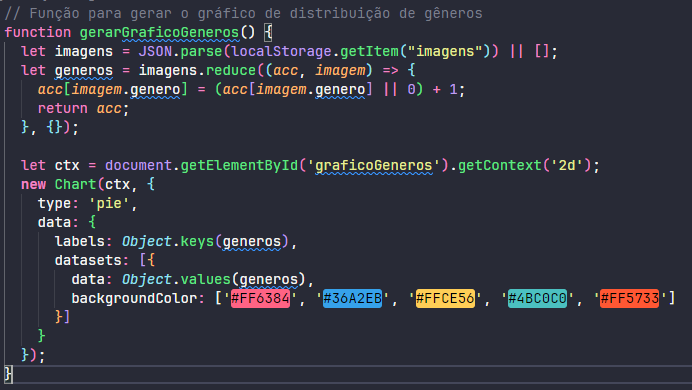 // Função para gerar o gráfico de distribuição de gêneros
function gerarGraficoGeneros() {
  let imagens = JSON.parse(localStorage.getItem("imagens")) || [];
  let generos = imagens.reduce((acc, imagem) => {
    acc[imagem.genero] = (acc[imagem.genero] || 0) + 1;
    return acc;
  }, {});

  let ctx = document.getElementById('graficoGeneros').getContext('2d');
  new Chart(ctx, {
    type: 'pie',
    data: {
      labels: Object.keys(generos),
      datasets: [{
        data: Object.values(generos),
        backgroundColor: ['#FF6384', '#36A2EB', '#FFCE56', '#4BC0C0', '#FF5733']
      }]
    }
  });
}